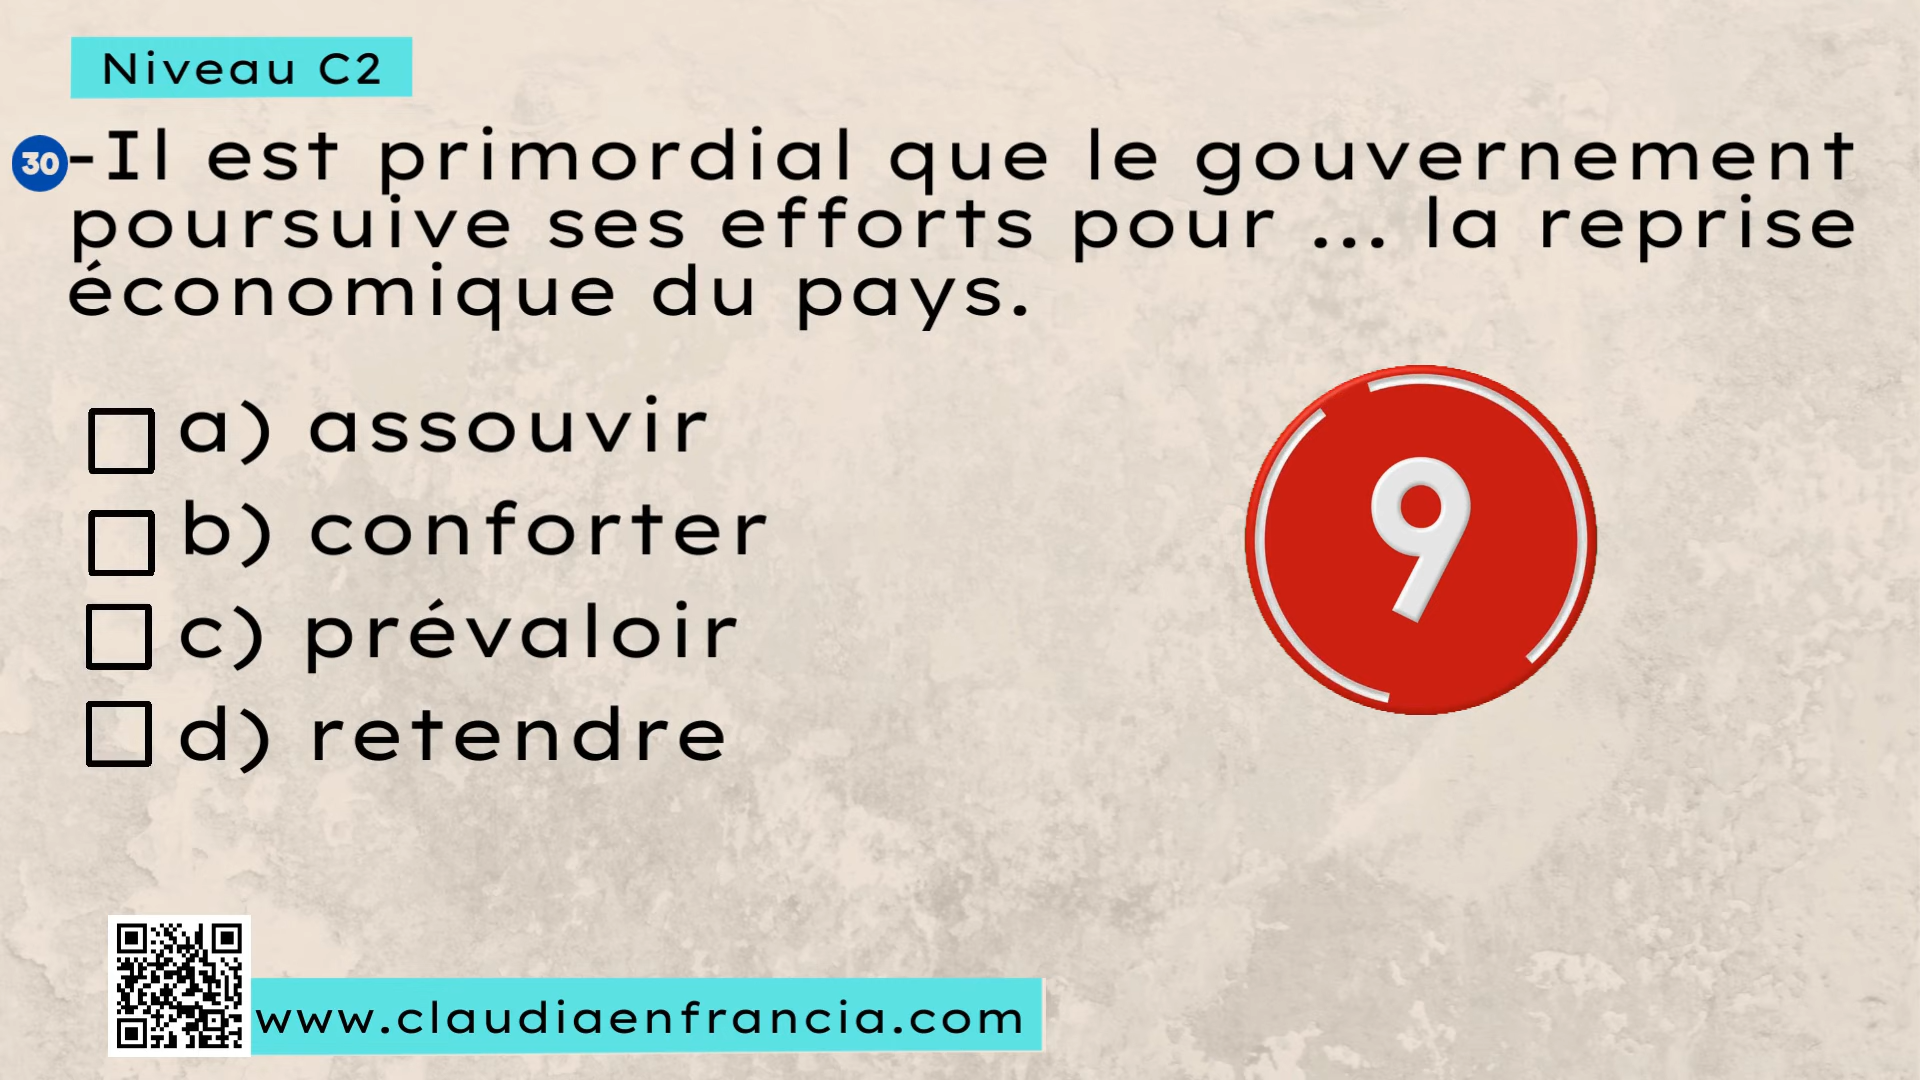 Niveau C2
30 -Il est primordial que le gouvernement
poursuive ses efforts pour ... la reprise
économique du pays.
a) assouvir
b) conforter
c) prévaloir
d) retendre
9
www.claudiaenfrancia.com